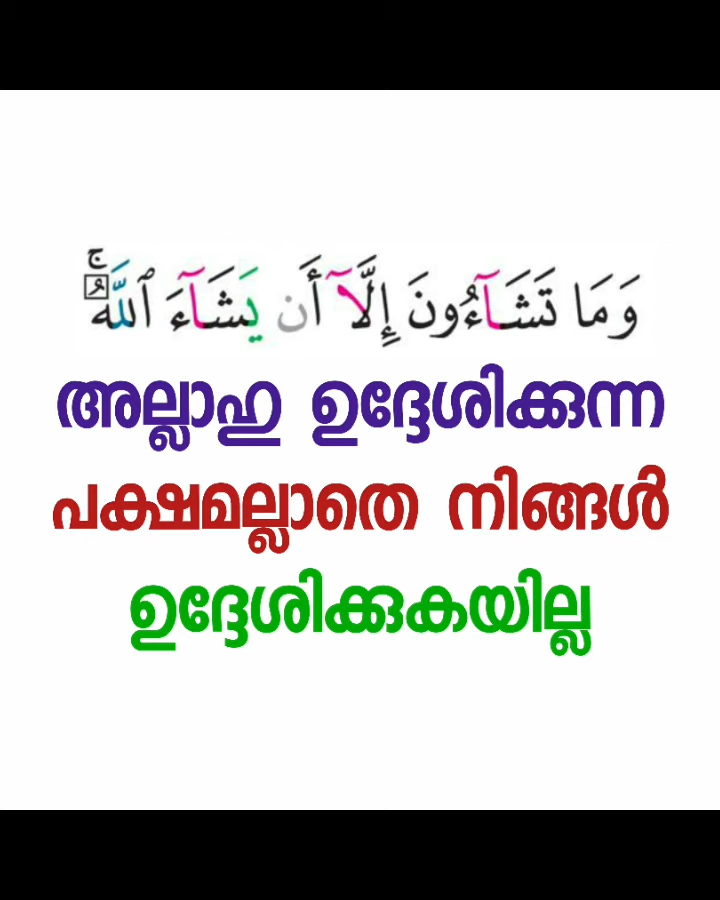 وَمَا تَشَآءُونَ إِلَّآ أَن يَشَآءَ ٱللَّهُ ۚ
അല്ലാഹു ഉദ്ദേശിക്കുന്ന
പക്ഷമല്ലാതെ നിങ്ങൾ
ഉദ്ദേശിക്കുകയില്ല